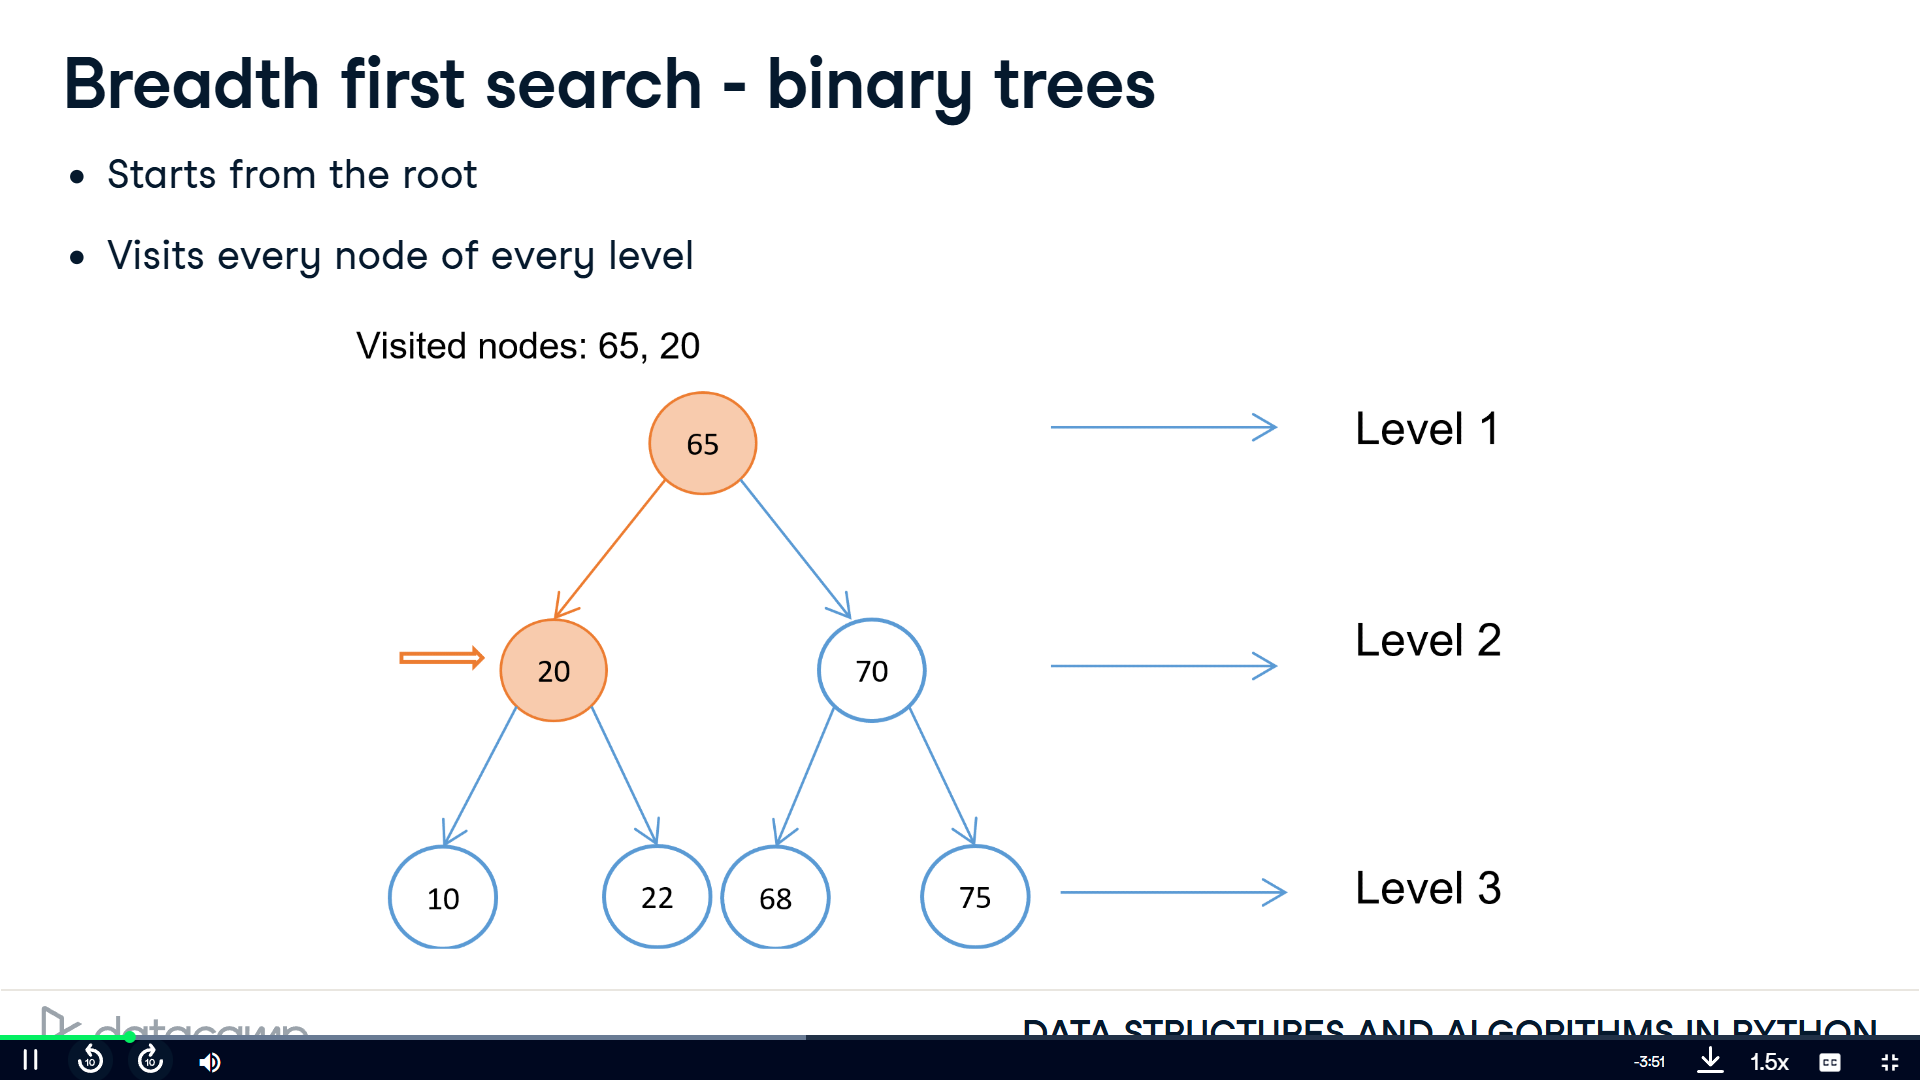 Breadth first search - binary trees
• Starts from the root
• Visits every node of every level
Visited nodes: 65, 20
65
Level 1
20
70
Level 2
10
22
68
75
Level 3
datacamp
DATA STRUCTURES AND ALGORITHMS IN PYTHON
10
10
-3:51
1.5x
CC